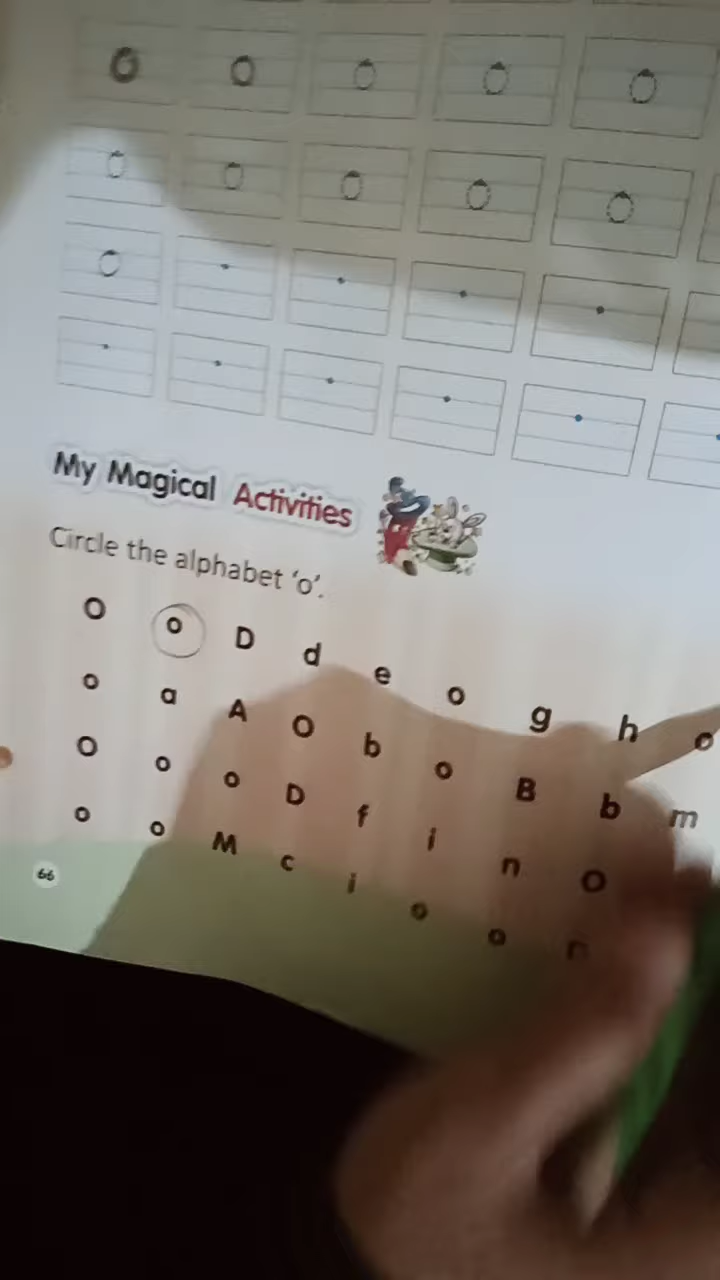 o o o o o
o o o o o
o
My Magical Activities
Circle the alphabet 'o'.
O o D d e o g h o
o a A O b o B b m
O o o D f i n O
o o M c i o o n
66